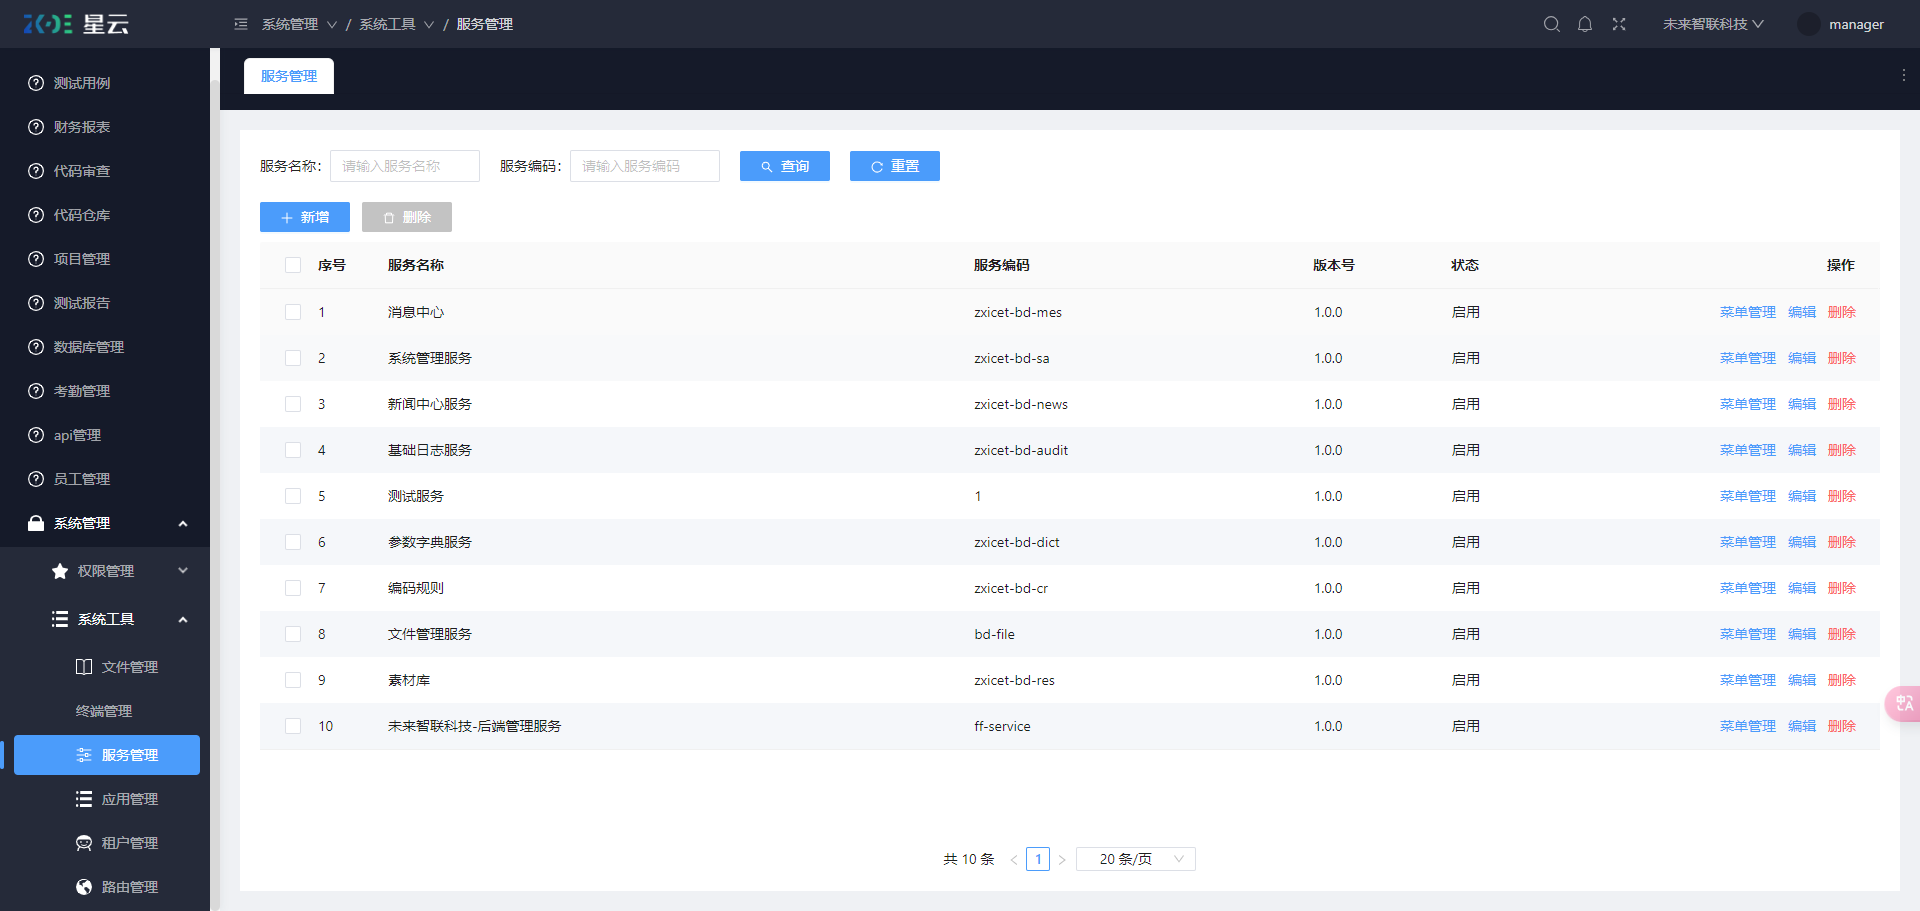 星云
系统管理 / 系统工具 / 服务管理
未来智联科技
manager
测试用例
财务报表
代码审查
代码仓库
项目管理
测试报告
数据库管理
考勤管理
api管理
员工管理
系统管理
权限管理
系统工具
文件管理
终端管理
服务管理
应用管理
租户管理
路由管理
服务管理
服务名称: 请输入服务名称 服务编码: 请输入服务编码 查询 重置
新增 删除
序号 服务名称 服务编码 版本号 状态 操作
1 消息中心 zxicet-bd-mes 1.0.0 启用 菜单管理 编辑 删除
2 系统管理服务 zxicet-bd-sa 1.0.0 启用 菜单管理 编辑 删除
3 新闻中心服务 zxicet-bd-news 1.0.0 启用 菜单管理 编辑 删除
4 基础日志服务 zxicet-bd-audit 1.0.0 启用 菜单管理 编辑 删除
5 测试服务 1 1.0.0 启用 菜单管理 编辑 删除
6 参数字典服务 zxicet-bd-dict 1.0.0 启用 菜单管理 编辑 删除
7 编码规则 zxicet-bd-cr 1.0.0 启用 菜单管理 编辑 删除
8 文件管理服务 bd-file 1.0.0 启用 菜单管理 编辑 删除
9 素材库 zxicet-bd-res 1.0.0 启用 菜单管理 编辑 删除
10 未来智联科技-后端管理服务 ff-service 1.0.0 启用 菜单管理 编辑 删除
共 10 条 < 1 > 20 条/页